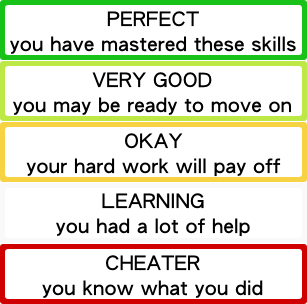 PERFECT
you have mastered these skills
VERY GOOD
you may be ready to move on
OKAY
your hard work will pay off
LEARNING
you had a lot of help
CHEATER
you know what you did